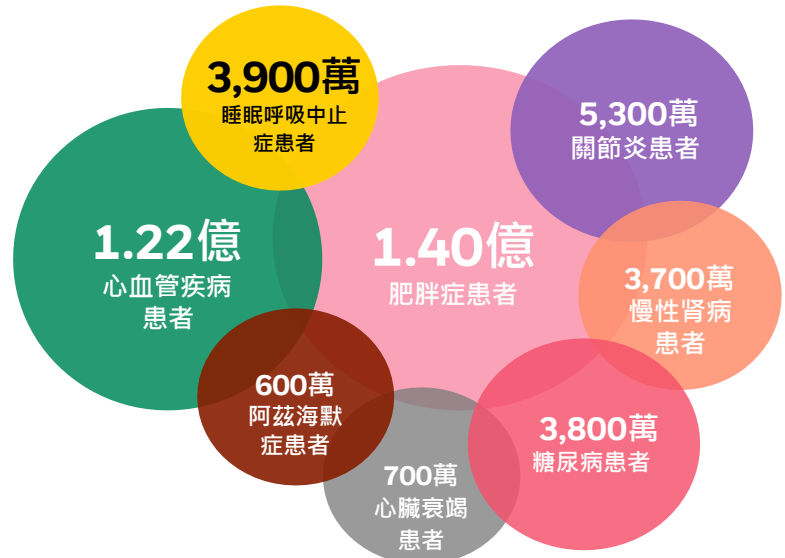 3,900萬
睡眠呼吸中止
症患者
5,300萬
關節炎患者
1.22億
心血管疾病
患者
1.40億
肥胖症患者
3,700萬
慢性肾病
患者
600萬
阿茲海默
症患者
3,800萬
糖尿病患者
700萬
心臟衰竭
患者